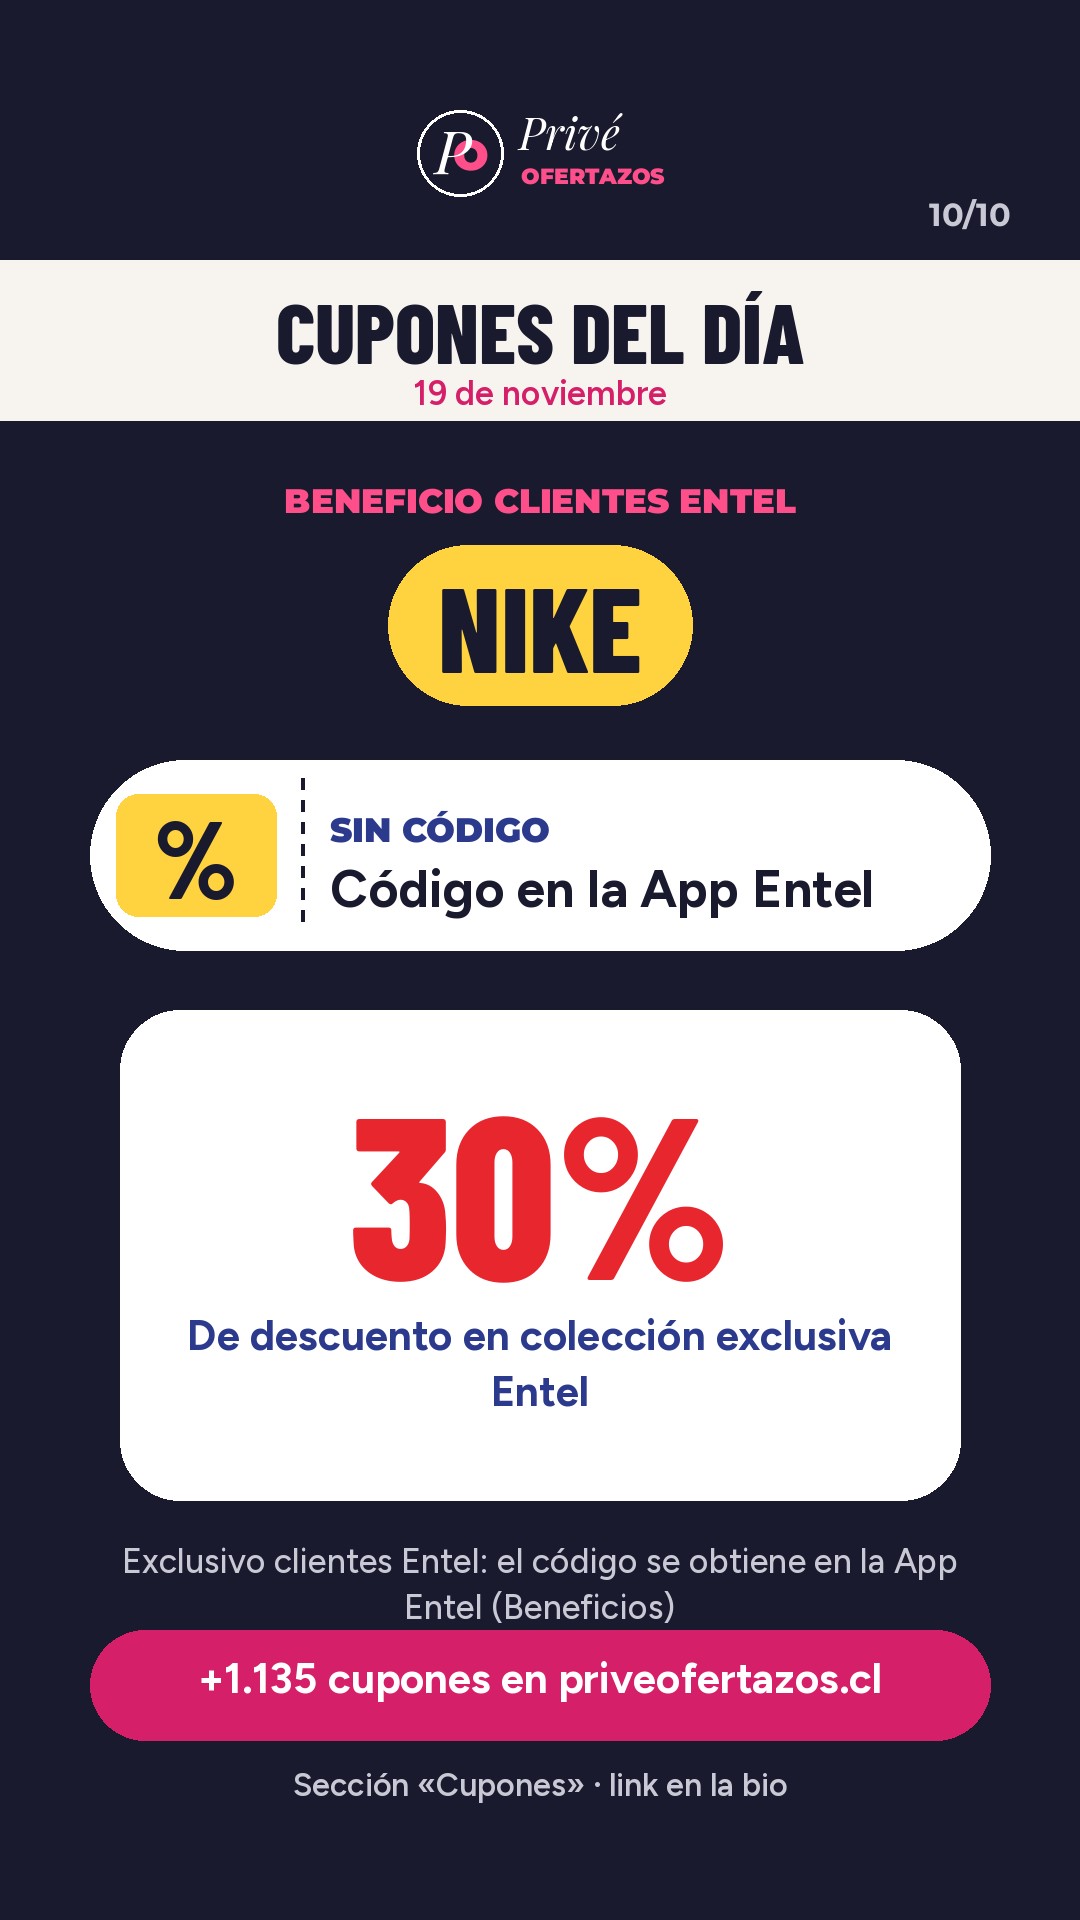 Po
Privé
OFERTAZOS
10/10
CUPONES DEL DÍA
19 de noviembre
BENEFICIO CLIENTES ENTEL
NIKE
%
SIN CÓDIGO
Código en la App Entel
30%
De descuento en colección exclusiva
Entel
Exclusivo clientes Entel: el código se obtiene en la App
Entel (Beneficios)
+1.135 cupones en priveofertazos.cl
Sección «Cupones» · link en la bio